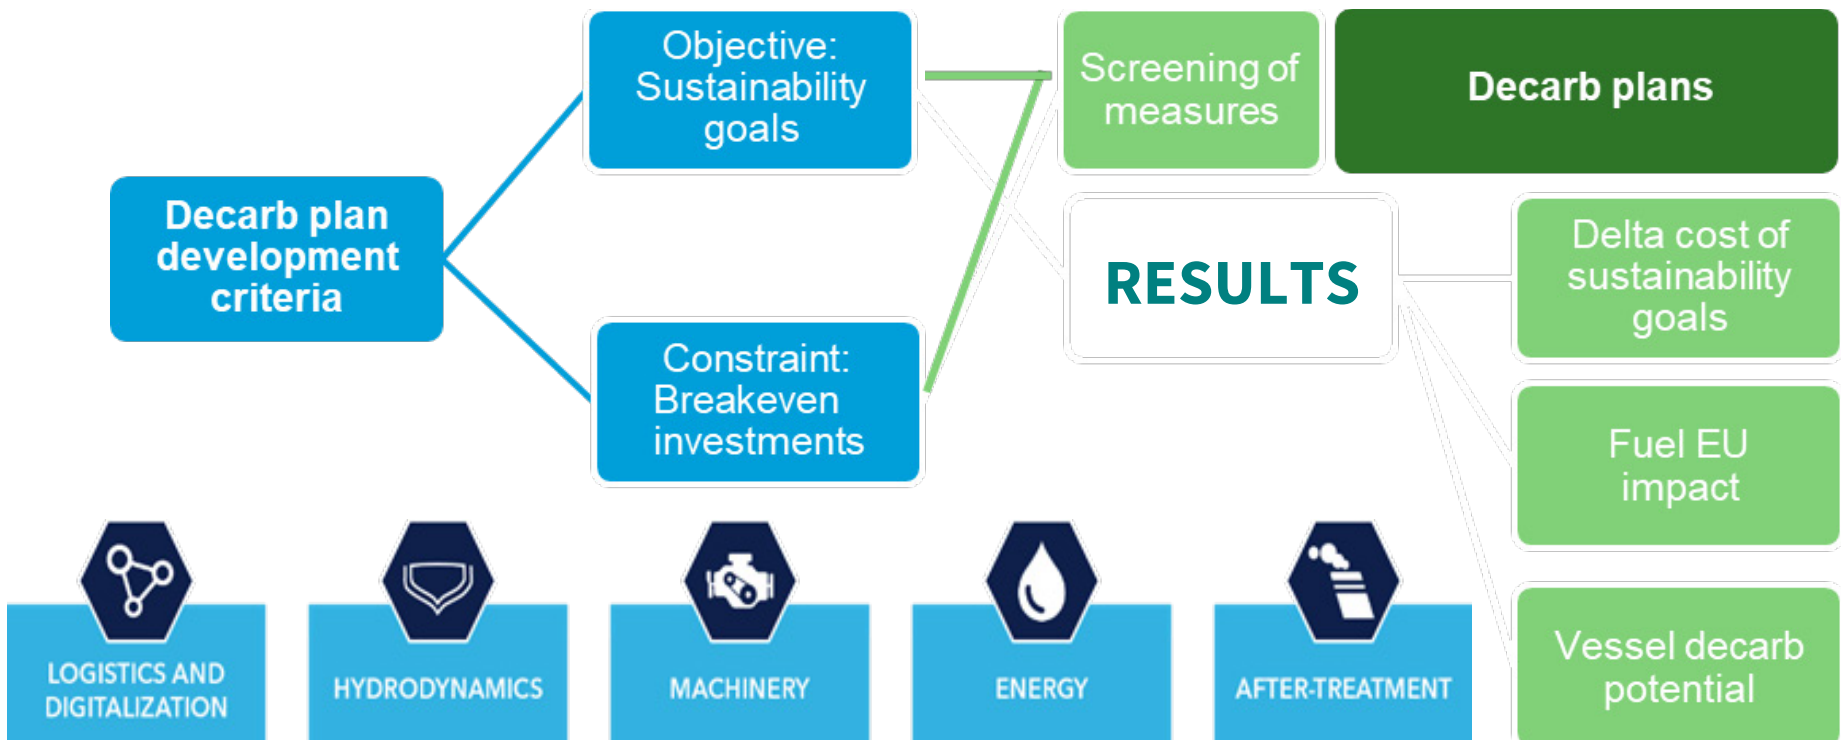 Objective:
Sustainability
goals
Screening of
measures
Decarb plans
Decarb plan
development
criteria
RESULTS
Delta cost of
sustainability
goals
Constraint:
Breakeven
investments
Fuel EU
impact
Vessel decarb
potential
LOGISTICS AND
DIGITALIZATION
HYDRODYNAMICS
MACHINERY
ENERGY
AFTER-TREATMENT